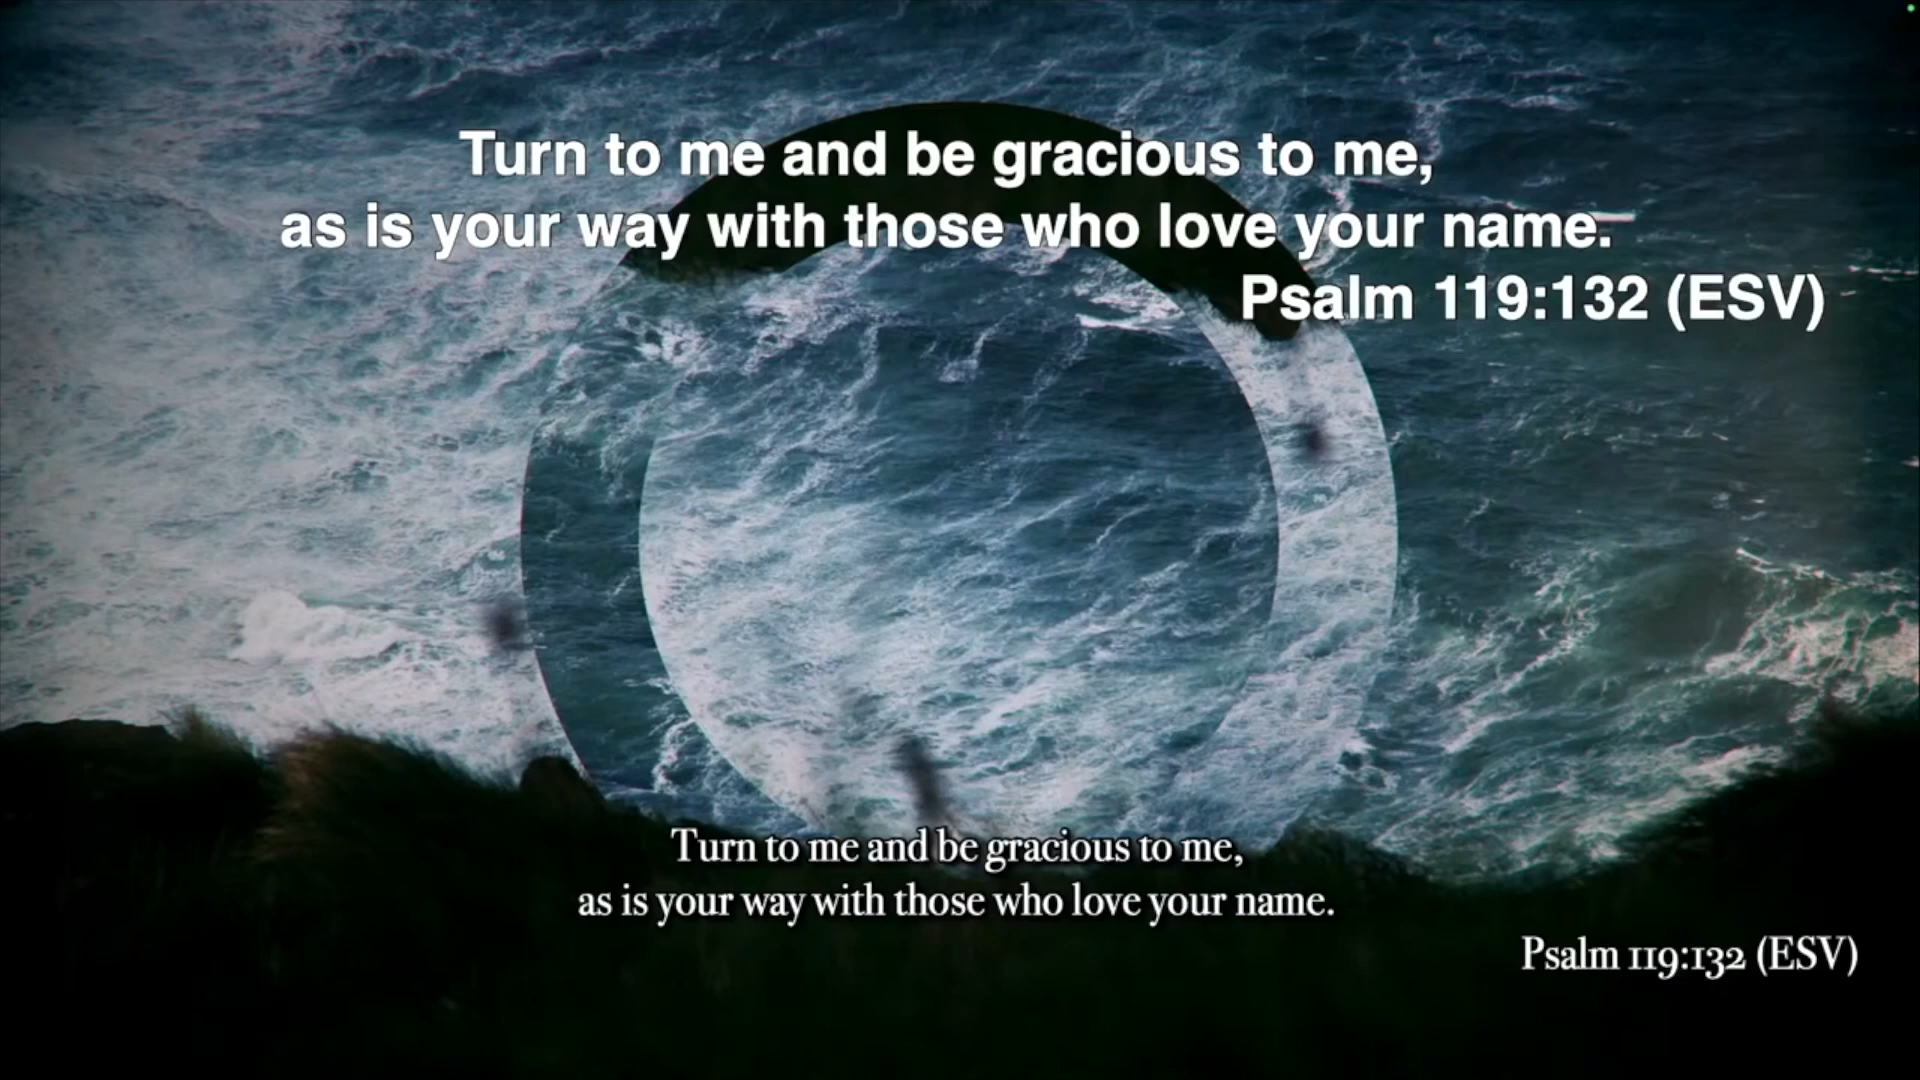 Turn to me and be gracious to me,
as is your way with those who love your name.
Psalm 119:132 (ESV)
Turn to me and be gracious to me,
as is your way with those who love your name.
Psalm 119:132 (ESV)